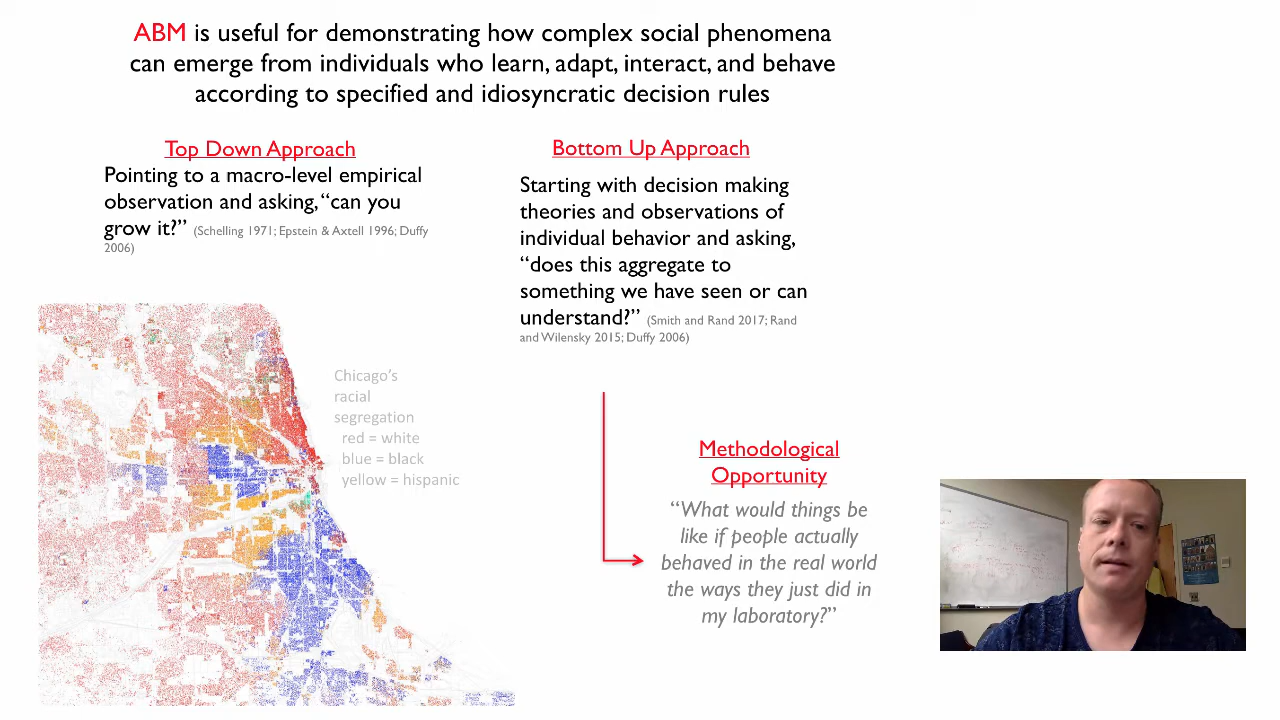 ABM is useful for demonstrating how complex social phenomena
can emerge from individuals who learn, adapt, interact, and behave
according to specified and idiosyncratic decision rules
Top Down Approach
Pointing to a macro-level empirical
observation and asking, “can you
grow it?” (Schelling 1971; Epstein & Axtell 1996; Duffy
2006)
Bottom Up Approach
Starting with decision making
theories and observations of
individual behavior and asking,
“does this aggregate to
something we have seen or can
understand?” (Smith and Rand 2017; Rand
and Wilensky 2015; Duffy 2006)
Chicago’s
racial
segregation
red = white
blue = black
yellow = hispanic
Methodological
Opportunity
“What would things be
like if people actually
behaved in the real world
the ways they just did in
my laboratory?”